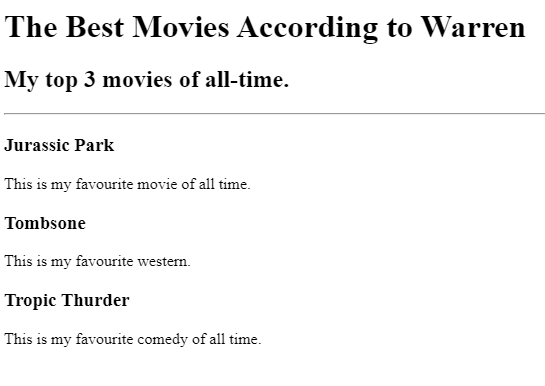 The Best Movies According to Warren
My top 3 movies of all-time.
Jurassic Park
This is my favourite movie of all time.
Tombsone
This is my favourite western.
Tropic Thurder
This is my favourite comedy of all time.